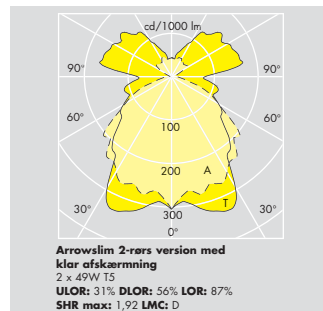 cd/1000 lm
90° 90°
60° 60°
100
200 A
T
30° 300 30°
0°
Arrowslim 2-rørs version med
klar afskærmning
2 x 49W T5
ULOR: 31% DLOR: 56% LOR: 87%
SHR max: 1,92 LMC: D